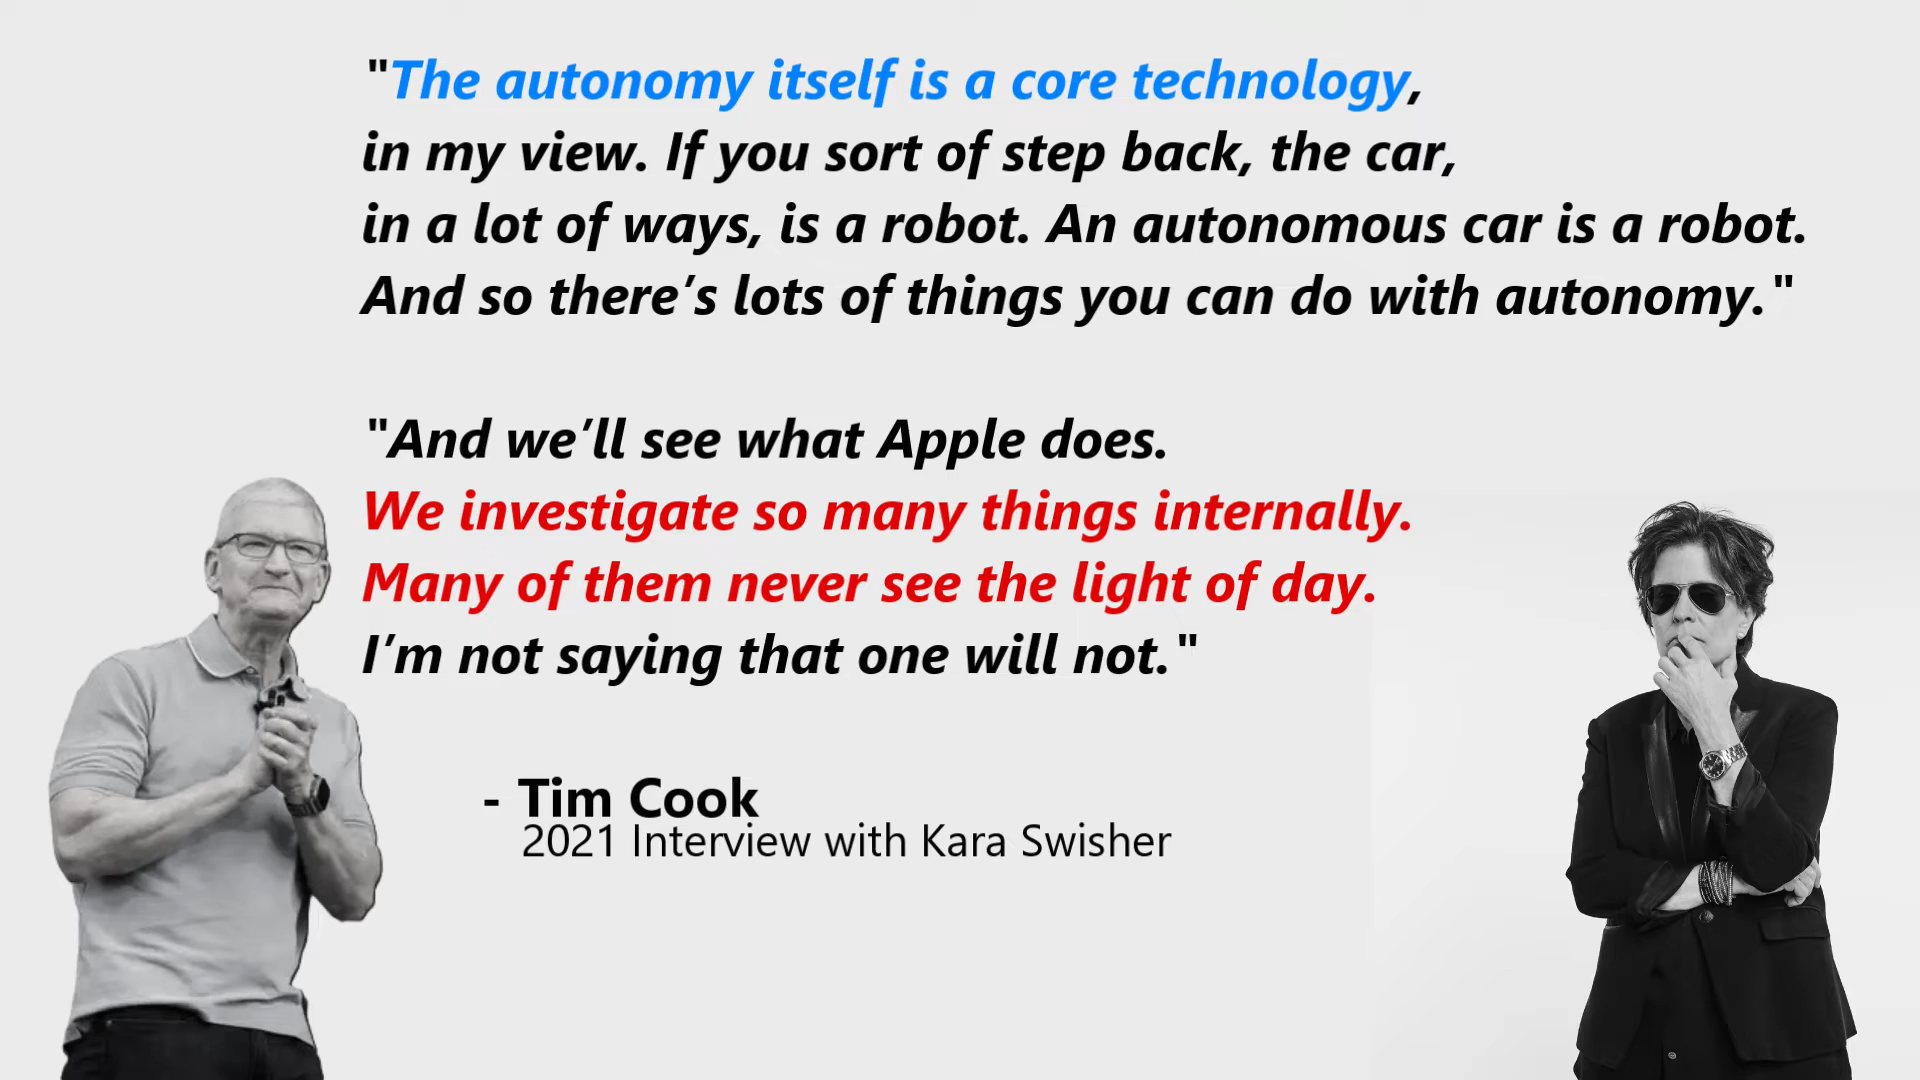 "The autonomy itself is a core technology,
in my view. If you sort of step back, the car,
in a lot of ways, is a robot. An autonomous car is a robot.
And so there’s lots of things you can do with autonomy."
"And we’ll see what Apple does.
We investigate so many things internally.
Many of them never see the light of day.
I’m not saying that one will not."
- Tim Cook
2021 Interview with Kara Swisher